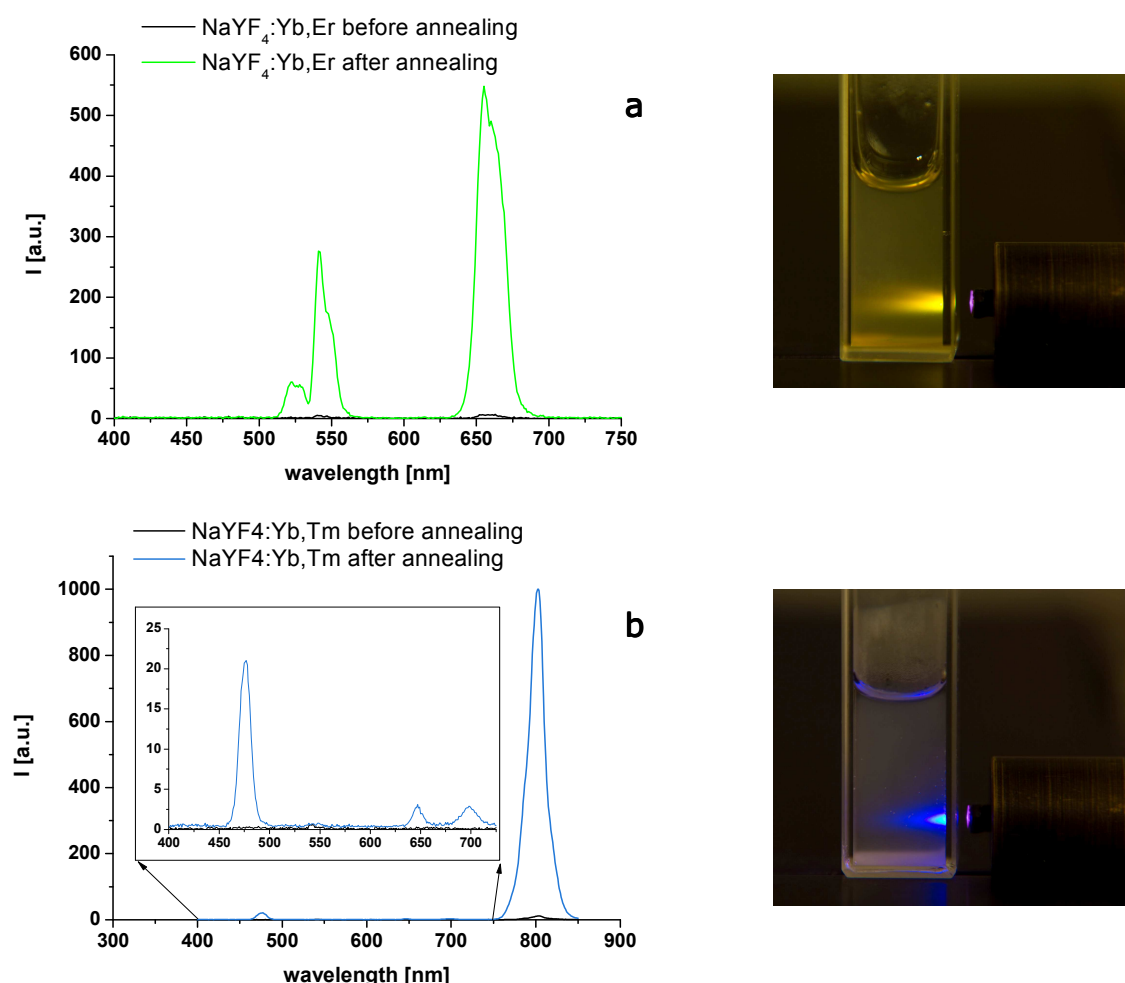 NaYF4:Yb,Er before annealing
NaYF4:Yb,Er after annealing
a
600
500
400
300
200
100
0
I [a.u.]
400 450 500 550 600 650 700 750
wavelength [nm]
NaYF4:Yb,Tm before annealing
NaYF4:Yb,Tm after annealing
b
1000
800
600
400
200
0
I [a.u.]
25
20
15
10
5
0
400 450 500 550 600 650 700
300 400 500 600 700 800 900
wavelength [nm]